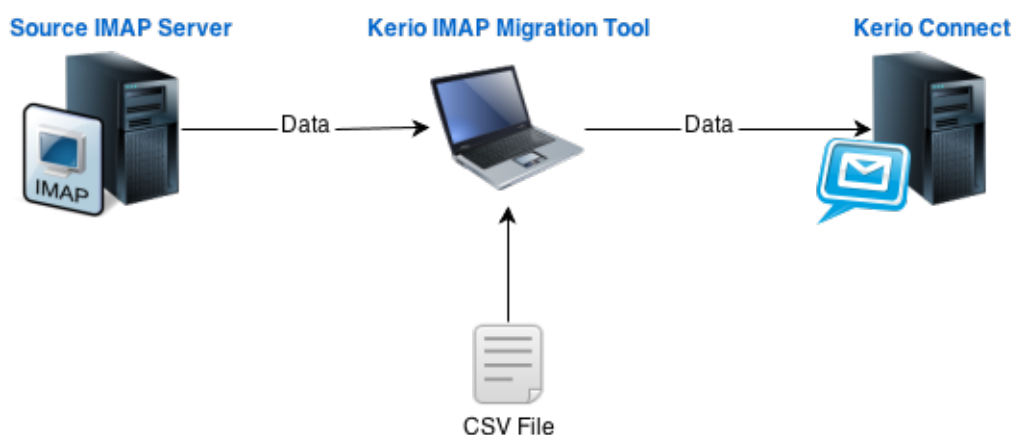 Source IMAP Server
Kerio IMAP Migration Tool
Kerio Connect
IMAP
Data
Data
CSV File